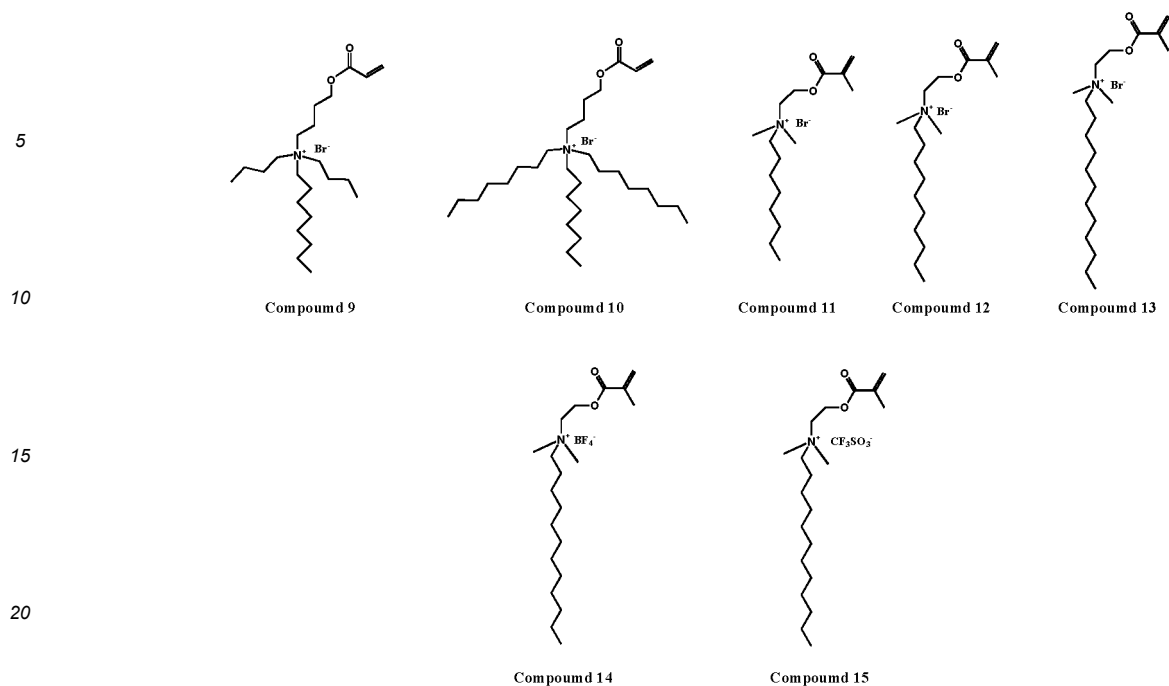 O
O
N⁺ Br⁻
O
O
N⁺ Br⁻
O
O
N⁺ Br⁻
O
O
N⁺ Br⁻
O
O
N⁺ Br⁻
5
Compoumd 9
Compoumd 10
Compoumd 11
Compoumd 12
Compoumd 13
10
O
O
N⁺ BF₄⁻
O
O
N⁺ CF₃SO₃⁻
15
20
Compoumd 14
Compoumd 15